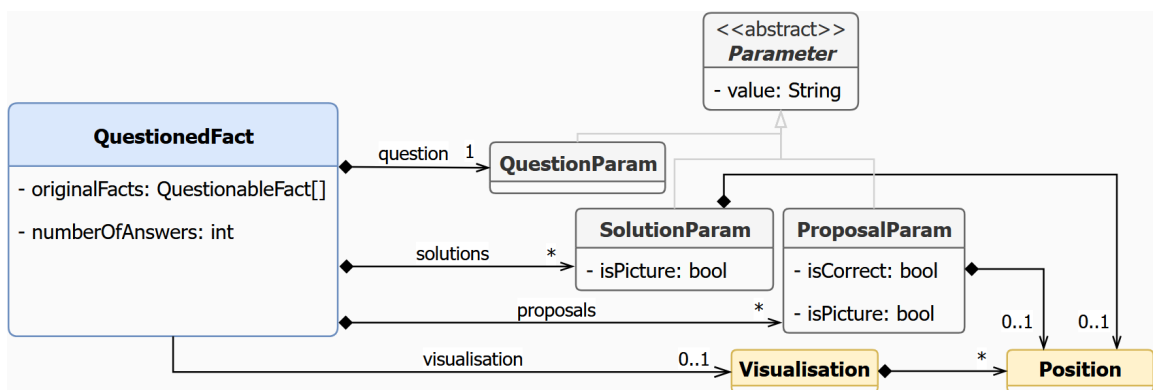 <<abstract>>
Parameter
- value: String
QuestionedFact
- originalFacts: QuestionableFact[]
- numberOfAnswers: int
question 1
QuestionParam
SolutionParam
- isPicture: bool
ProposalParam
- isCorrect: bool
- isPicture: bool
solutions *
proposals *
0..1
0..1
visualisation 0..1
Visualisation
*
Position